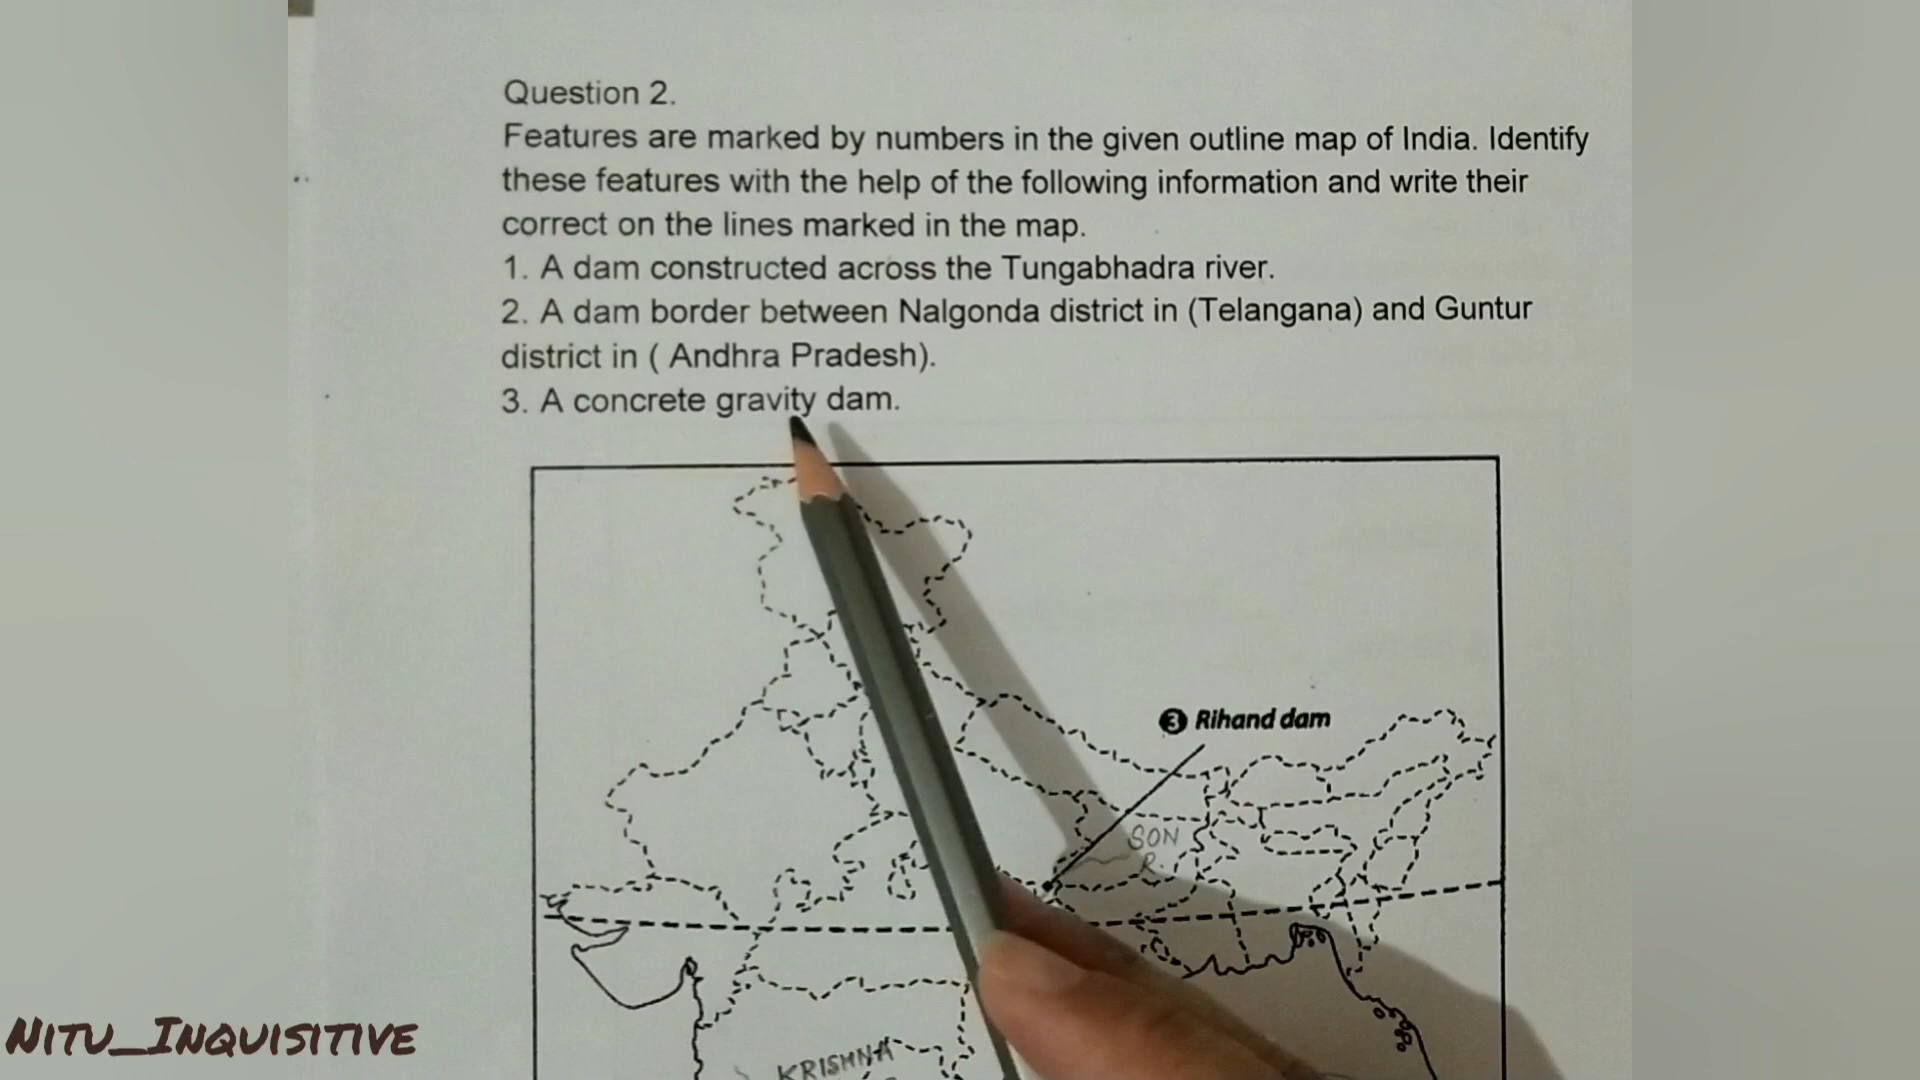 Question 2.
Features are marked by numbers in the given outline map of India. Identify
these features with the help of the following information and write their
correct on the lines marked in the map.
1. A dam constructed across the Tungabhadra river.
2. A dam border between Nalgonda district in (Telangana) and Guntur
district in ( Andhra Pradesh).
3. A concrete gravity dam.
3 Rihand dam
SON
R.
KRISHNA
NITU_INQUISITIVE